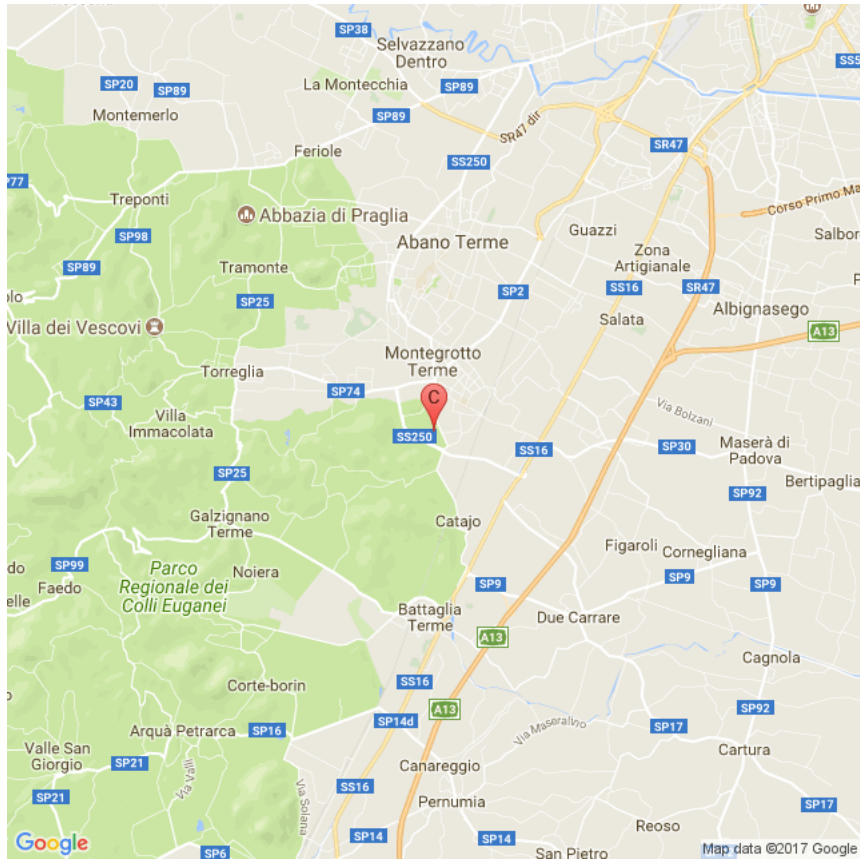 SP38
Selvazzano
Dentro
SS5
SP20
SP89
La Montecchia
SP89
Montemerlo
SP89
SR47 dir
SR47
Feriole
SS250
SP77
Treponti
Corso Primo Ma
Abbazia di Praglia
Guazzi
SP98
Abano Terme
Salbor
Zona
Artigianale
SP89
Tramonte
SP2
SS16
SR47
SP25
Albignasego
Villa dei Vescovi
Salata
A13
Montegrotto
Terme
Torreglia
SP74
C
SP43
Via Bolzani
Villa
Immacolata
SS250
SS16
SP30
Maserà di
Padova
SP25
Bertipaglia
SP92
Galzignano
Terme
Catajo
Figaroli
Cornegliana
SP99
Parco
Regionale dei
Colli Euganei
Noiera
Faedo
SP9
SP9
SP9
Battaglia
Terme
Due Carrare
A13
Cagnola
Corte-borin
SS16
A13
SP92
SP14d
Via Maseralino
SP17
Arquà Petrarca
SP16
Cartura
Valle San
Giorgio
SP21
Via Valli
Canareggio
SP21
Via Solana
SS16
Pernumia
SP17
Reoso
SP14
SP14
SP6
San Pietro
Google
Map data ©2017 Google